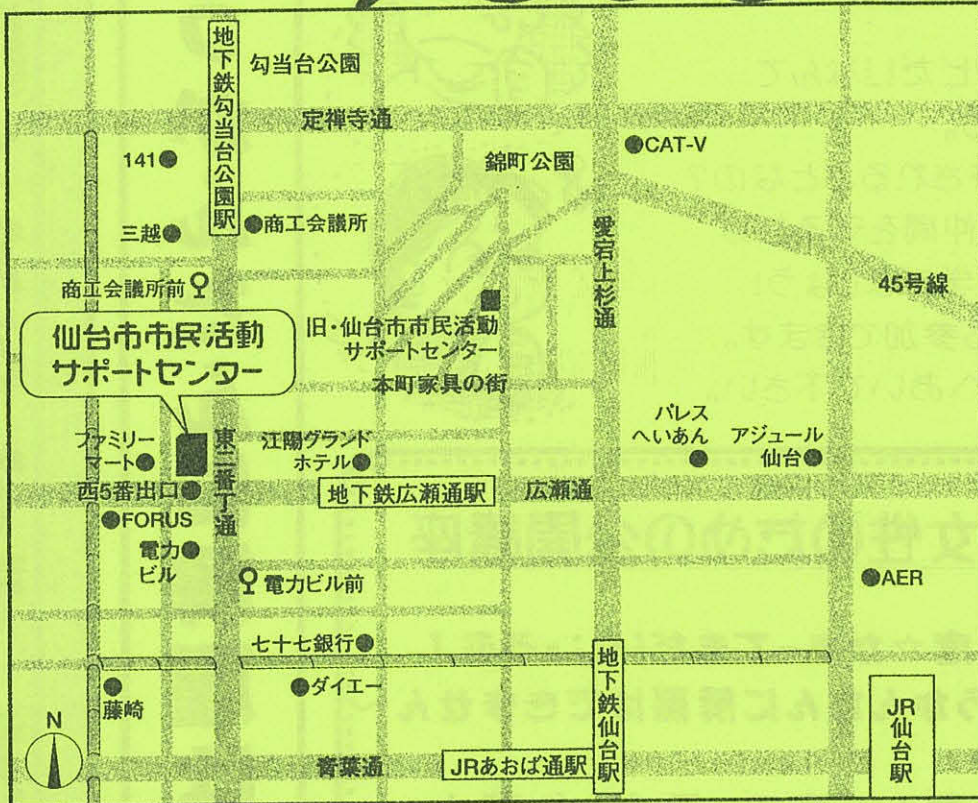 地下鉄勾当台公園駅
勾当台公園
定禅寺通
141
三越
商工会議所
商工会議所前
錦町公園
CAT-V
愛宕上杉通
45号線
仙台市市民活動
サポートセンター
旧・仙台市市民活動
サポートセンター
本町家具の街
ファミリー
マート
西5番出口
FORUS
電力
ビル
東二番丁通
江陽グランド
ホテル
地下鉄広瀬通駅
広瀬通
パレス
へいあん
アジュール
仙台
電力ビル前
AER
七十七銀行
藤崎
ダイエー
地下鉄仙台駅
JR仙台駅
N
青葉通
JRあおば通駅